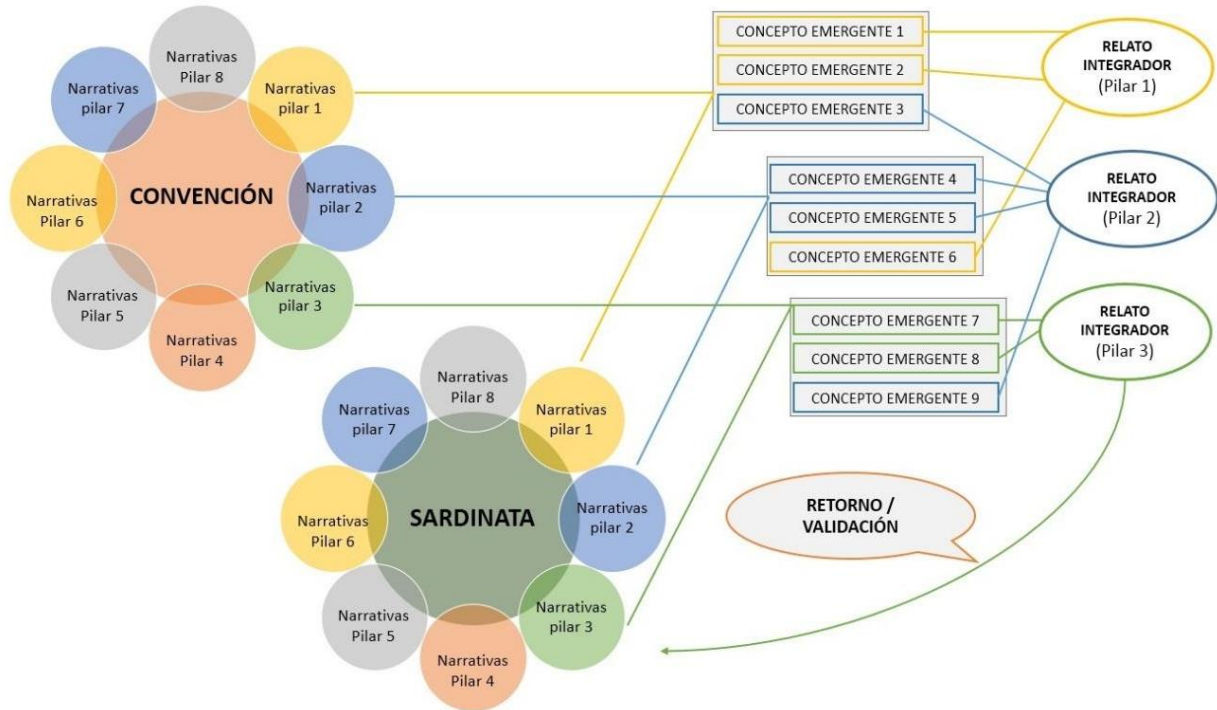 Narrativas
Pilar 8
Narrativas
pilar 1
Narrativas
pilar 2
Narrativas
pilar 3
Narrativas
Pilar 4
Narrativas
Pilar 5
Narrativas
Pilar 6
Narrativas
pilar 7
CONVENCIÓN
Narrativas
Pilar 8
Narrativas
pilar 1
Narrativas
pilar 2
Narrativas
pilar 3
Narrativas
Pilar 4
Narrativas
Pilar 5
Narrativas
Pilar 6
Narrativas
pilar 7
SARDINATA
CONCEPTO EMERGENTE 1
CONCEPTO EMERGENTE 2
CONCEPTO EMERGENTE 3
CONCEPTO EMERGENTE 4
CONCEPTO EMERGENTE 5
CONCEPTO EMERGENTE 6
CONCEPTO EMERGENTE 7
CONCEPTO EMERGENTE 8
CONCEPTO EMERGENTE 9
RELATO
INTEGRADOR
(Pilar 1)
RELATO
INTEGRADOR
(Pilar 2)
RELATO
INTEGRADOR
(Pilar 3)
RETORNO /
VALIDACIÓN